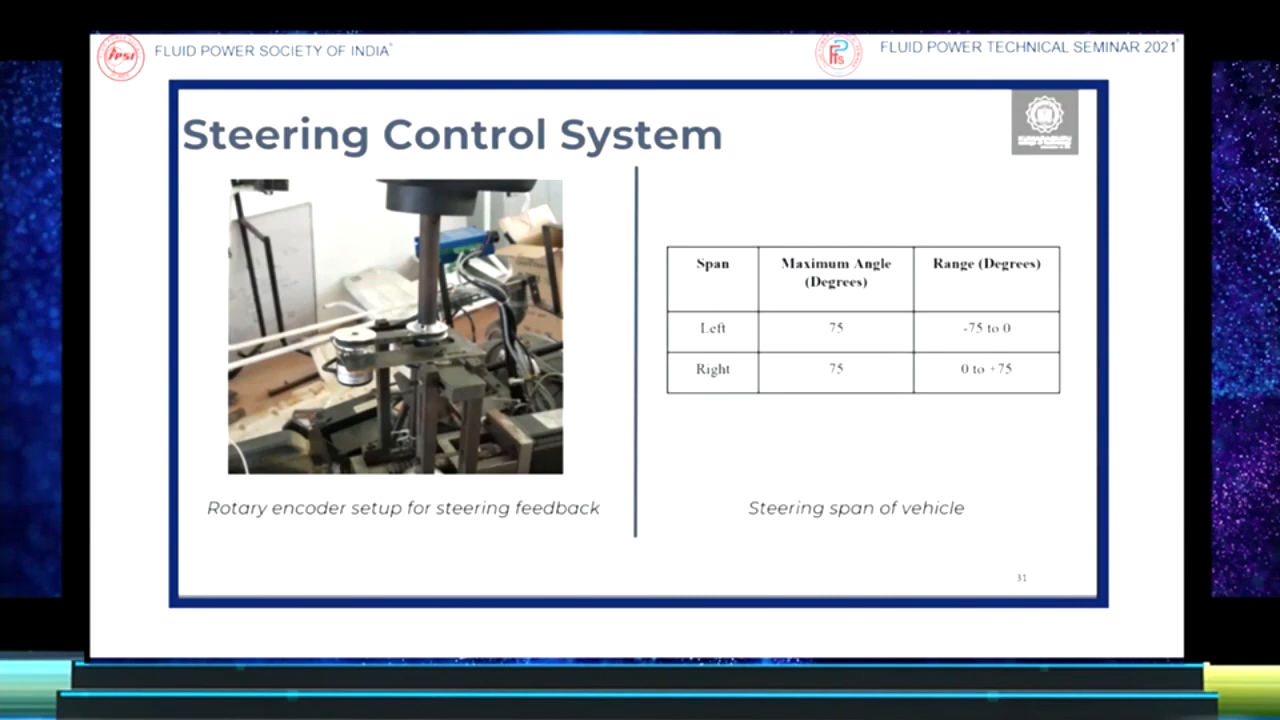 FLUID POWER SOCIETY OF INDIA
FLUID POWER TECHNICAL SEMINAR 2021
Steering Control System
Span
Maximum Angle
(Degrees)
Range (Degrees)
Left
75
-75 to 0
Right
75
0 to +75
Rotary encoder setup for steering feedback
Steering span of vehicle
31